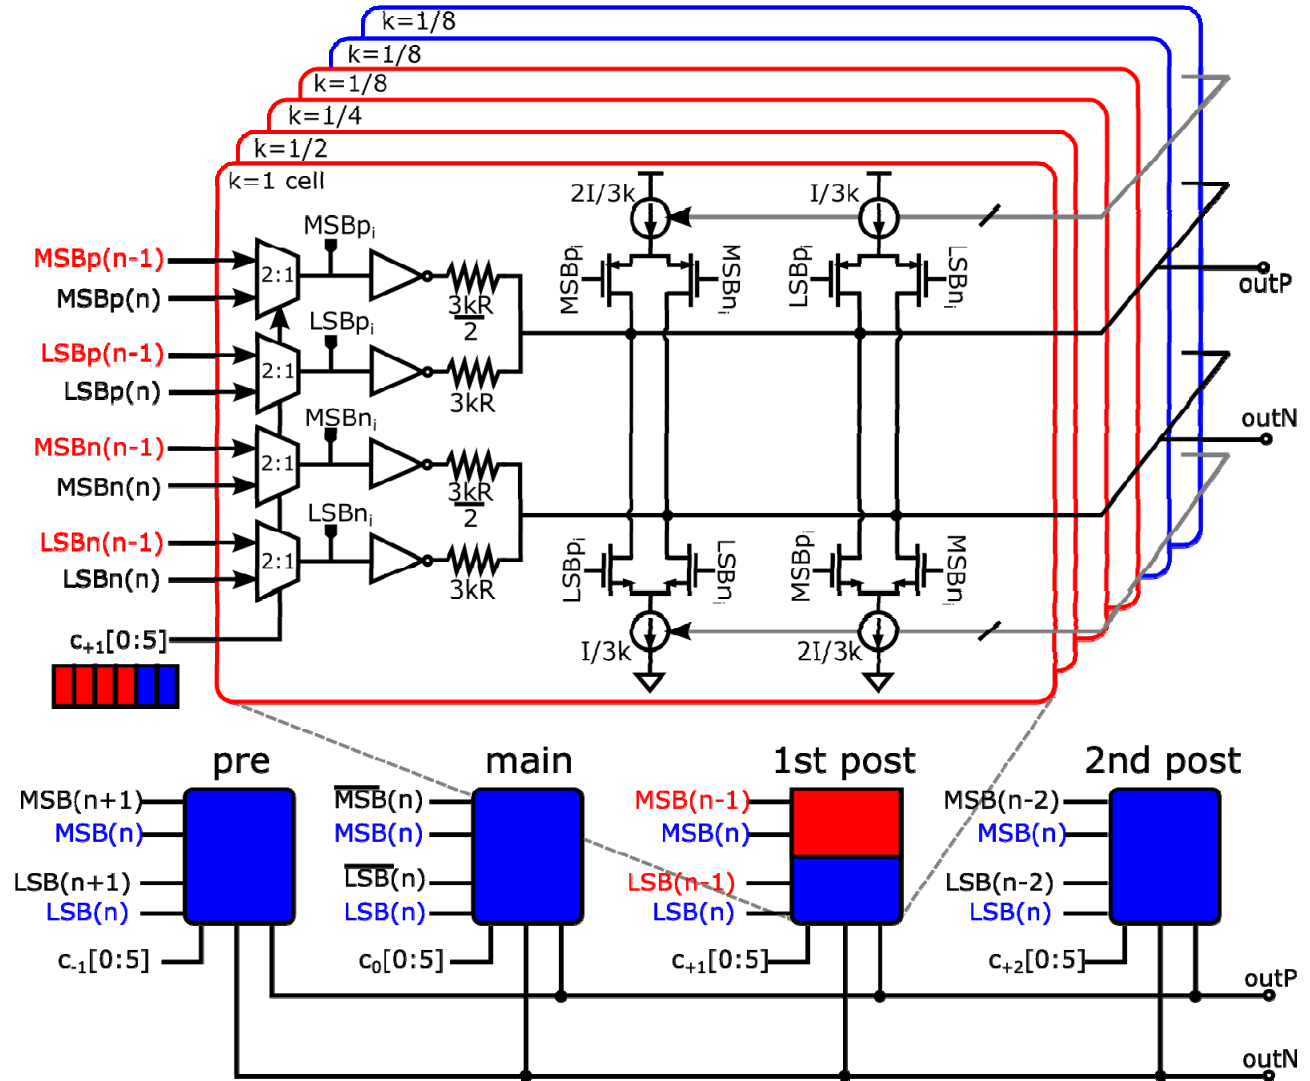 k=1/8
k=1/8
k=1/8
k=1/4
k=1/2
k=1 cell
2I/3k
I/3k
MSBpᵢ
MSBp(n-1)
MSBp(n)
2:1
3kR
2
MSBpᵢ
MSBnᵢ
LSBpᵢ
LSBnᵢ
outP
LSBpᵢ
LSBp(n-1)
LSBp(n)
2:1
3kR
MSBnᵢ
MSBn(n-1)
MSBn(n)
2:1
3kR
2
outN
LSBnᵢ
LSBn(n-1)
LSBn(n)
2:1
3kR
LSBpᵢ
LSBnᵢ
MSBpᵢ
MSBnᵢ
c₊₁[0:5]
I/3k
2I/3k
pre
main
1st post
2nd post
MSB(n+1)
MSB(n)
LSB(n+1)
LSB(n)
c₋₁[0:5]
M̅S̅B̅(n)
MSB(n)
L̅S̅B̅(n)
LSB(n)
c₀[0:5]
MSB(n-1)
MSB(n)
LSB(n-1)
LSB(n)
c₊₁[0:5]
MSB(n-2)
MSB(n)
LSB(n-2)
LSB(n)
c₊₂[0:5]
outP
outN